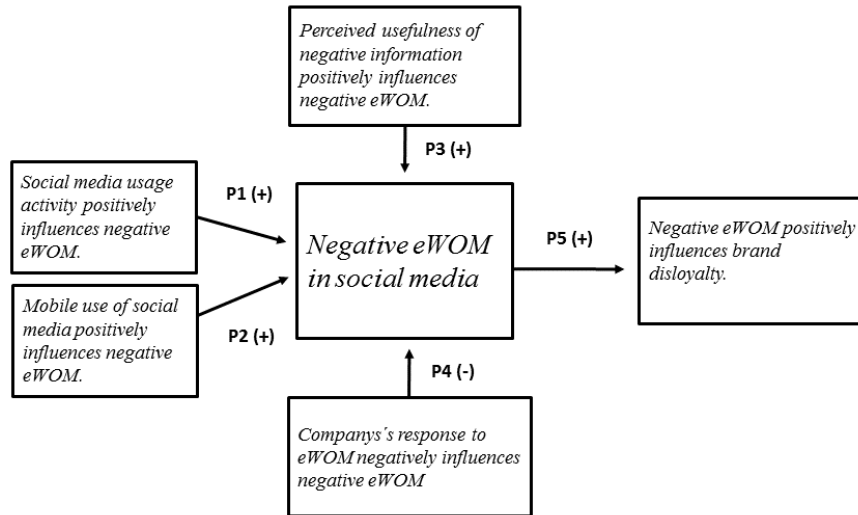 Perceived usefulness of
negative information
positively influences
negative eWOM.
P3 (+)
Social media usage
activity positively
influences negative
eWOM.
P1 (+)
Negative eWOM
in social media
P5 (+)
Negative eWOM positively
influences brand
disloyalty.
Mobile use of social
media positively
influences negative
eWOM.
P2 (+)
P4 (-)
Companys´s response to
eWOM negatively influences
negative eWOM